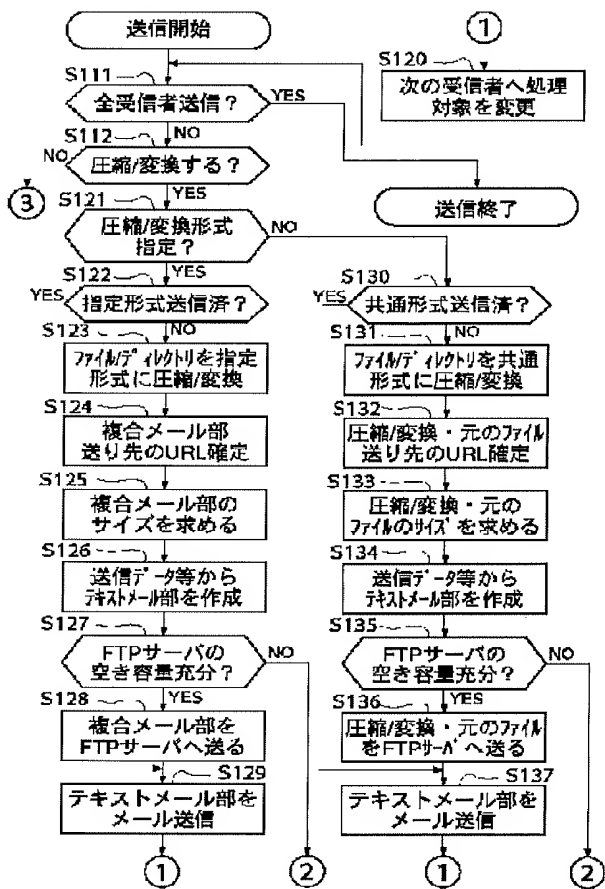 送信開始
①
S111
S120
全受信者送信？
YES
次の受信者へ処理
対象を変更
NO
S112
NO
圧縮/変換する？
③
YES
送信終了
S121
圧縮/変換形式
指定？
NO
YES
S122
YES
指定形式送信済？
NO
S123
ﾌｧｲﾙ/ﾃﾞｨﾚｸﾄﾘを指定
形式に圧縮/変換
S124
複合メール部
送り先のURL確定
S125
複合メール部の
サイズを求める
S126
送信ﾃﾞｰﾀ等から
ﾃｷｽﾄﾒｰﾙ部を作成
S127
FTPサーバの
空き容量充分？
NO
YES
S128
複合メール部を
FTPサーバへ送る
S129
テキストメール部を
メール送信
①
②
S130
YES
共通形式送信済？
NO
S131
ﾌｧｲﾙ/ﾃﾞｨﾚｸﾄﾘを共通
形式に圧縮/変換
S132
圧縮/変換・元のﾌｧｲﾙ
送り先のURL確定
S133
圧縮/変換・元の
ﾌｧｲﾙのｻｲｽﾞを求める
S134
送信ﾃﾞｰﾀ等から
ﾃｷｽﾄﾒｰﾙ部を作成
S135
FTPサーバの
空き容量充分？
NO
YES
S136
圧縮/変換・元のﾌｧｲﾙ
をFTPｻｰﾊﾞへ送る
S137
テキストメール部を
メール送信
①
②